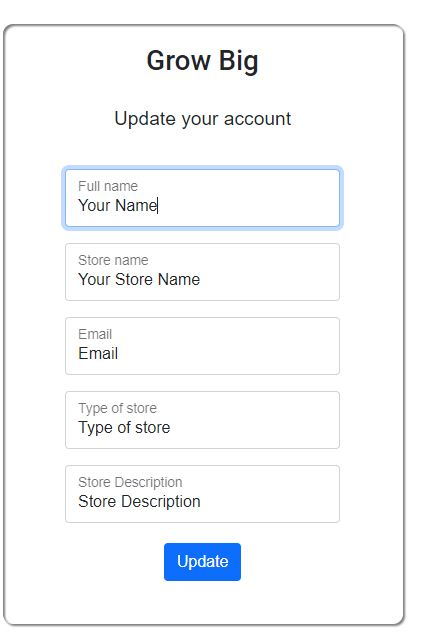 Grow Big
Update your account
Full name
Your Name
Store name
Your Store Name
Email
Email
Type of store
Type of store
Store Description
Store Description
Update